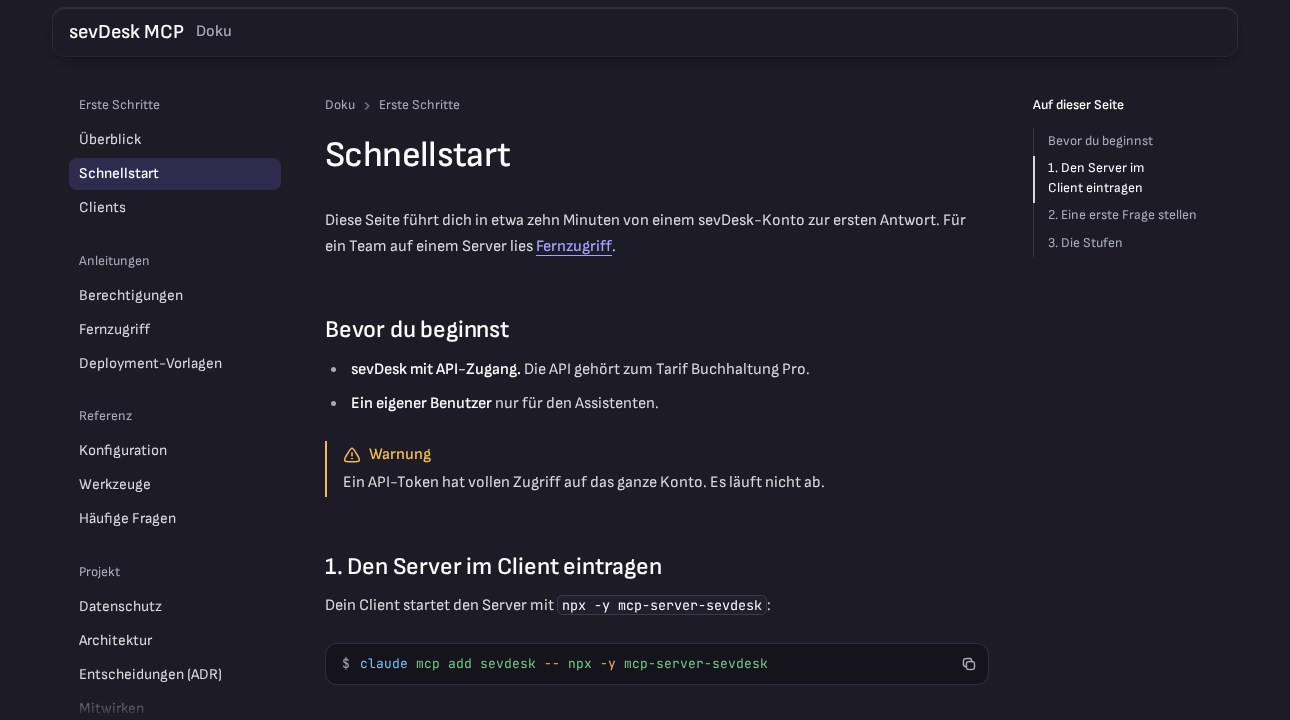 sevDesk MCP Doku
Erste Schritte
Überblick
Schnellstart
Clients
Anleitungen
Berechtigungen
Fernzugriff
Deployment-Vorlagen
Referenz
Konfiguration
Werkzeuge
Häufige Fragen
Projekt
Datenschutz
Architektur
Entscheidungen (ADR)
Mitwirken
Doku > Erste Schritte
Schnellstart
Diese Seite führt dich in etwa zehn Minuten von einem sevDesk-Konto zur ersten Antwort. Für
ein Team auf einem Server lies Fernzugriff.
Bevor du beginnst
• sevDesk mit API-Zugang. Die API gehört zum Tarif Buchhaltung Pro.
• Ein eigener Benutzer nur für den Assistenten.
Warnung
Ein API-Token hat vollen Zugriff auf das ganze Konto. Es läuft nicht ab.
1. Den Server im Client eintragen
Dein Client startet den Server mit npx -y mcp-server-sevdesk:
$ claude mcp add sevdesk -- npx -y mcp-server-sevdesk
Auf dieser Seite
Bevor du beginnst
1. Den Server im
Client eintragen
2. Eine erste Frage stellen
3. Die Stufen